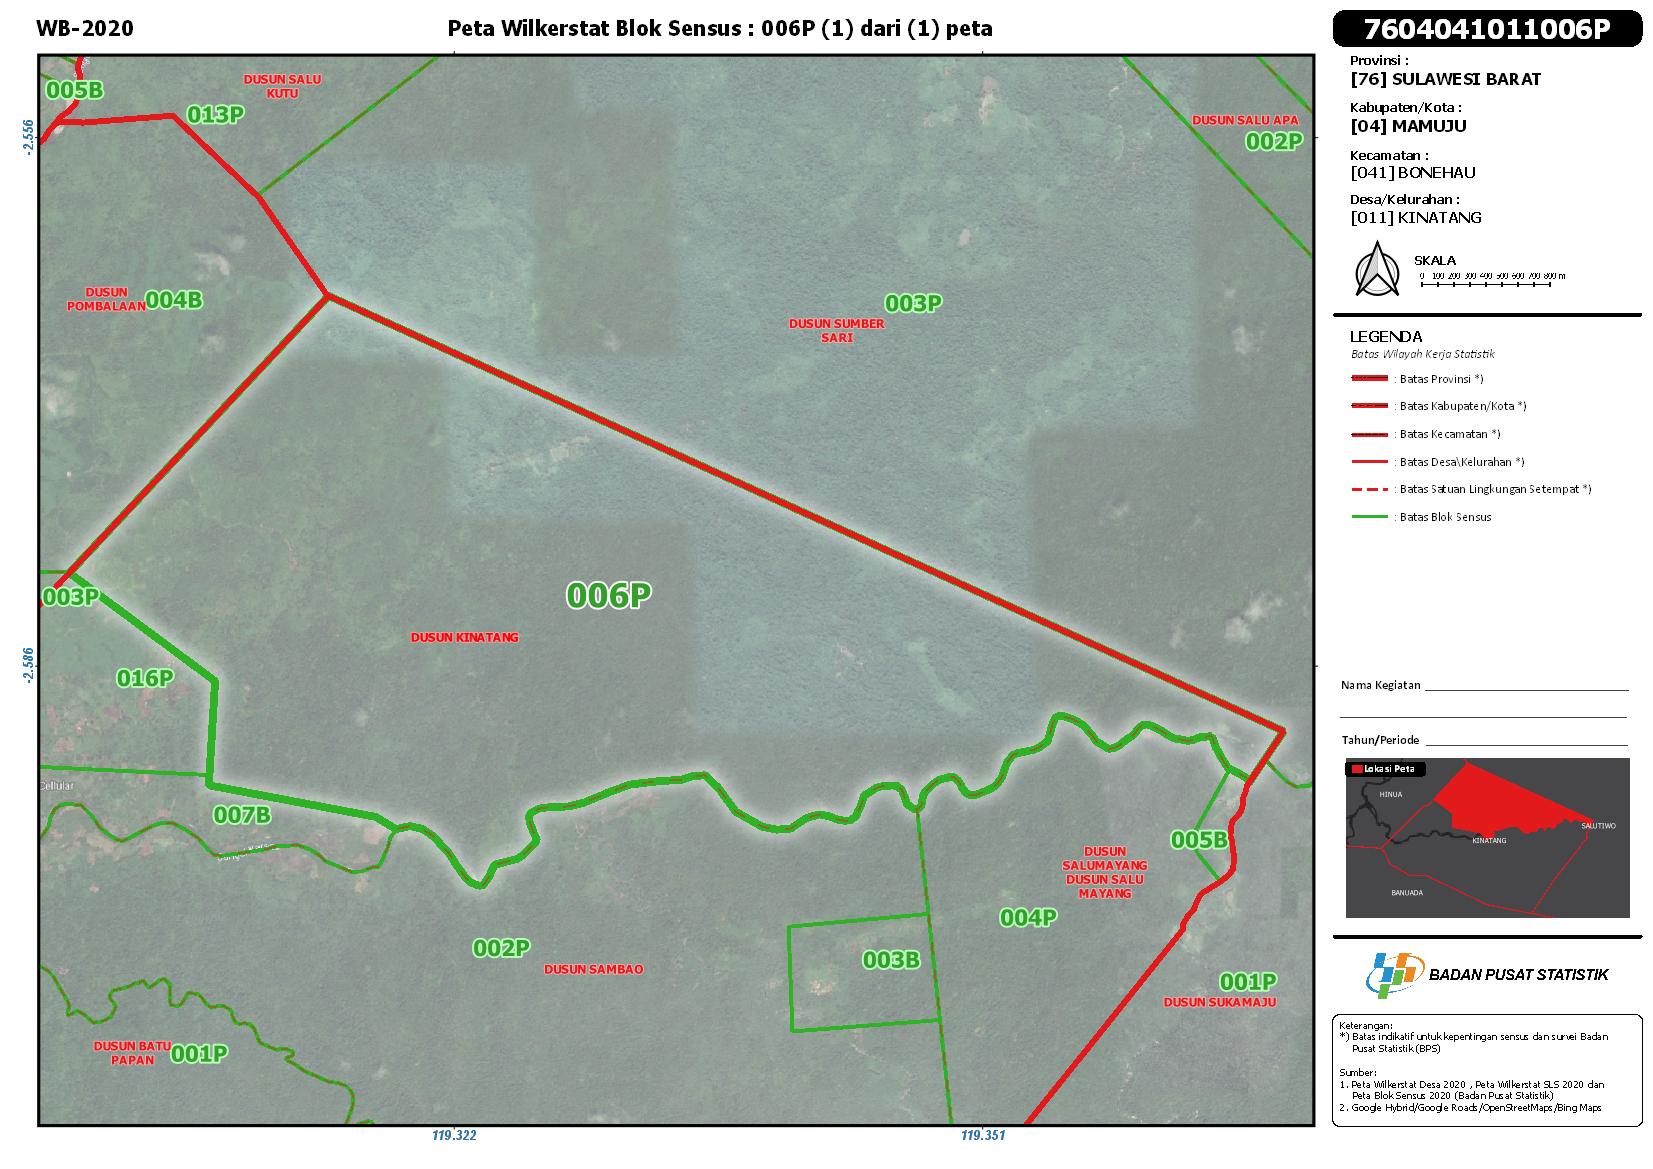 WB-2020
Peta Wilkerstat Blok Sensus : 006P (1) dari (1) peta
7604041011006P
Provinsi :
[76] SULAWESI BARAT
Kabupaten/Kota :
[04] MAMUJU
Kecamatan :
[041] BONEHAU
Desa/Kelurahan :
[011] KINATANG
SKALA
0 100 200 300 400 500 600 700 800 m
LEGENDA
Batas Wilayah Kerja Statistik
: Batas Provinsi *)
: Batas Kabupaten/Kota *)
: Batas Kecamatan *)
: Batas Desa\Kelurahan *)
: Batas Satuan Lingkungan Setempat *)
: Batas Blok Sensus
Nama Kegiatan
Tahun/Periode
Lokasi Peta
HINUA
SALUTIWO
KINATANG
BANUADA
BADAN PUSAT STATISTIK
Keterangan:
*) Batas indikatif untuk kepentingan sensus dan survei Badan
Pusat Statistik (BPS)
Sumber:
1. Peta Wilkerstat Desa 2020 , Peta Wilkerstat SLS 2020 dan
Peta Blok Sensus 2020 (Badan Pusat Statistik)
2. Google Hybrid/Google Roads/OpenStreetMaps/Bing Maps
005B
DUSUN SALU
KUTU
013P
DUSUN SALU APA
002P
-2.556
DUSUN
POMBALAAN
004B
003P
DUSUN SUMBER
SARI
003P
006P
DUSUN KINATANG
-2.586
016P
Cellular
007B
005B
DUSUN
SALUMAYANG
DUSUN SALU
MAYANG
004P
002P
DUSUN SAMBAO
003B
001P
DUSUN SUKAMAJU
DUSUN BATU
PAPAN
001P
119.322
119.351